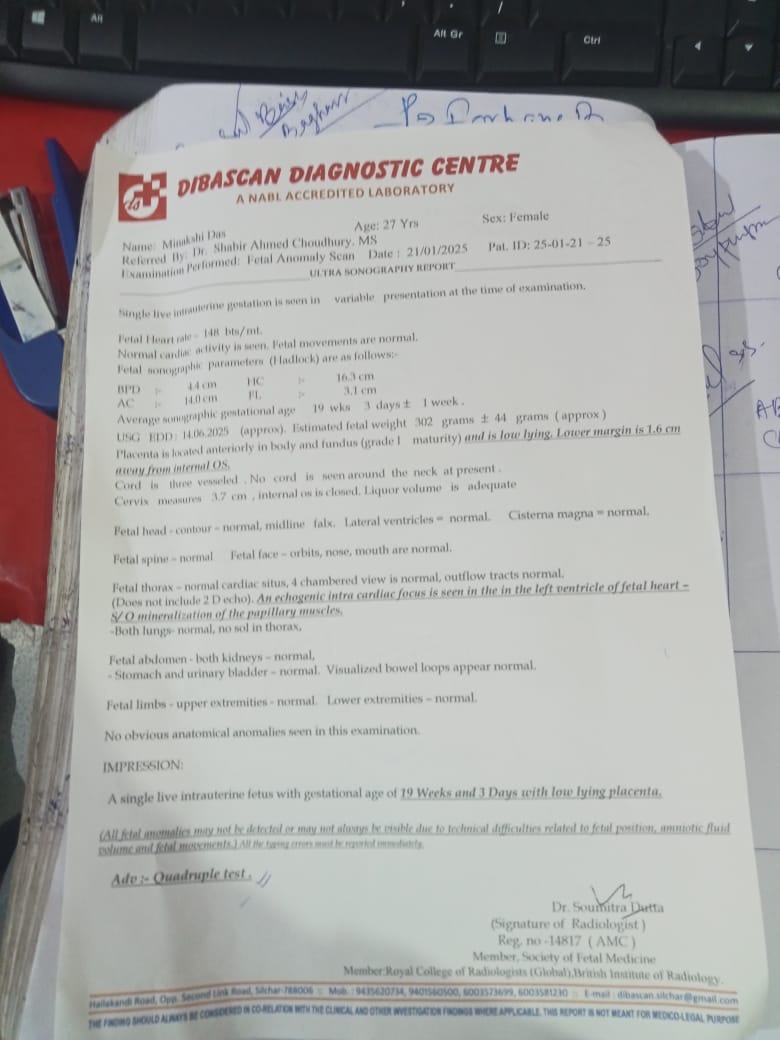 Alt
Alt Gr
Ctrl
DIBASCAN DIAGNOSTIC CENTRE
A NABL ACCREDITED LABORATORY
Name: Minakshi Das Age: 27 Yrs Sex: Female
Referred By: Dr. Shabir Ahmed Choudhury. MS
Examination Performed: Fetal Anomaly Scan Date : 21/01/2025 Pat. ID: 25-01-21 – 25
ULTRA SONOGRAPHY REPORT
Single live intrauterine gestation is seen in variable presentation at the time of examination.
Fetal Heart rate – 148 bts/mt.
Normal cardiac activity is seen. Fetal movements are normal.
Fetal sonographic parameters (Hadlock) are as follows:-
BPD :- 4.4 cm HC :- 16.3 cm
AC :- 14.0 cm FL :- 3.1 cm
Average sonographic gestational age 19 wks 3 days ± 1 week .
USG EDD: 14.06.2025 (approx). Estimated fetal weight 302 grams ± 44 grams ( approx )
Placenta is located anteriorly in body and fundus (grade I maturity) and is low lying. Lower margin is 1.6 cm
away from internal OS.
Cord is three vesseled . No cord is seen around the neck at present .
Cervix measures 3.7 cm , internal os is closed. Liquor volume is adequate
Fetal head - contour – normal, midline falx. Lateral ventricles = normal. Cisterna magna = normal.
Fetal spine – normal Fetal face – orbits, nose, mouth are normal.
Fetal thorax – normal cardiac situs, 4 chambered view is normal, outflow tracts normal.
(Does not include 2 D echo). An echogenic intra cardiac focus is seen in the in the left ventricle of fetal heart –
S/O mineralization of the papillary muscles.
-Both lungs- normal, no sol in thorax.
Fetal abdomen - both kidneys – normal,
- Stomach and urinary bladder – normal. Visualized bowel loops appear normal.
Fetal limbs - upper extremities - normal. Lower extremities – normal.
No obvious anatomical anomalies seen in this examination.
IMPRESSION:
A single live intrauterine fetus with gestational age of 19 Weeks and 3 Days with low lying placenta.
(All fetal anomalies may not be detected or may not always be visible due to technical difficulties related to fetal position, amniotic fluid
volume and fetal movements.) All the typing errors must be reported immediately.
Adv :- Quadruple test .
Dr. Soumitra Dutta
(Signature of Radiologist )
Reg. no -14817 ( AMC )
Member, Society of Fetal Medicine
Member:Royal College of Radiologists (Global),British Institute of Radiology.
Hailakandi Road, Opp. Second Link Road, Silchar-788006 :: Mob. : 9435620734, 9401560500, 6003573699, 6003581230 :: E-mail : dibascan.silchar@gmail.com
THE FINDING SHOULD ALWAYS BE CONSIDERED IN CO-RELATION WITH THE CLINICAL AND OTHER INVESTIGATION FINDINGS WHERE APPLICABLE. THIS REPORT IS NOT MEANT FOR MEDICO-LEGAL PURPOSE